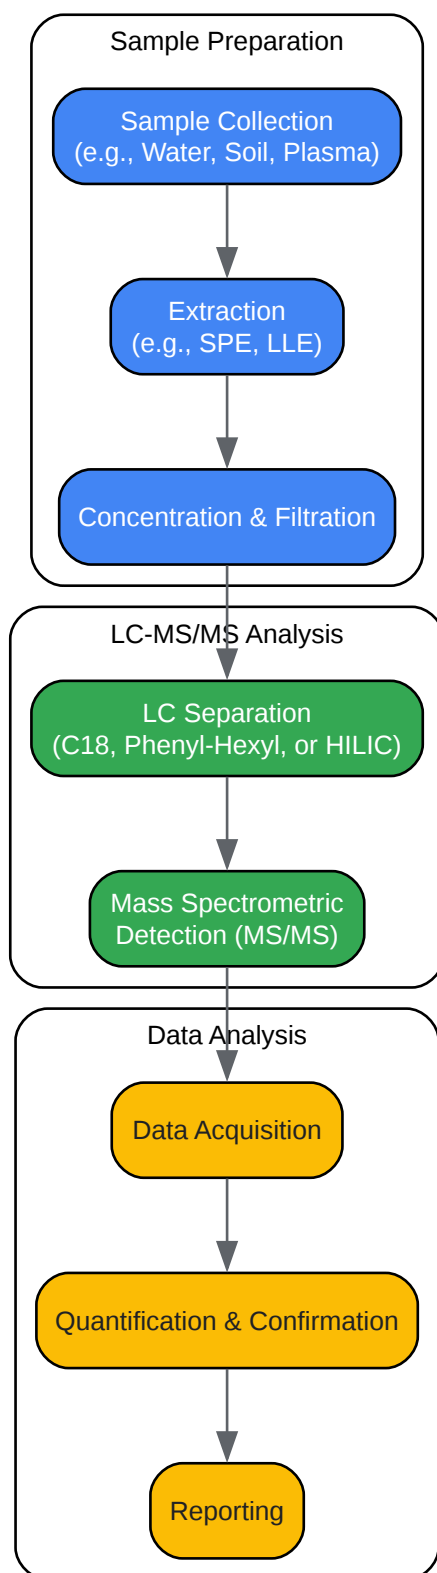 Sample Preparation
Sample Collection
(e.g., Water, Soil, Plasma)
Extraction
(e.g., SPE, LLE)
Concentration & Filtration
LC-MS/MS Analysis
LC Separation
(C18, Phenyl-Hexyl, or HILIC)
Mass Spectrometric
Detection (MS/MS)
Data Analysis
Data Acquisition
Quantification & Confirmation
Reporting